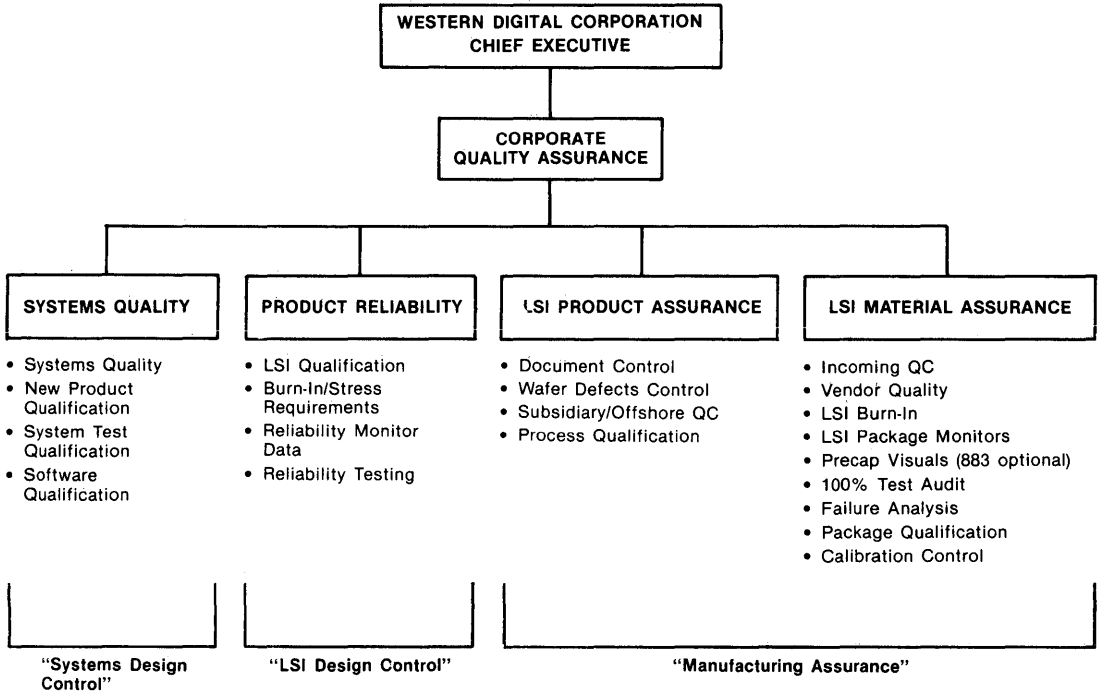 WESTERN DIGITAL CORPORATION
CHIEF EXECUTIVE
CORPORATE
QUALITY ASSURANCE
SYSTEMS QUALITY
• Systems Quality
• New Product
Qualification
• System Test
Qualification
• Software
Qualification
PRODUCT RELIABILITY
• LSI Qualification
• Burn-In/Stress
Requirements
• Reliability Monitor
Data
• Reliability Testing
LSI PRODUCT ASSURANCE
• Document Control
• Wafer Defects Control
• Subsidiary/Offshore QC
• Process Qualification
LSI MATERIAL ASSURANCE
• Incoming QC
• Vendor Quality
• LSI Burn-In
• LSI Package Monitors
• Precap Visuals (883 optional)
• 100% Test Audit
• Failure Analysis
• Package Qualification
• Calibration Control
"Systems Design
Control"
"LSI Design Control"
"Manufacturing Assurance"